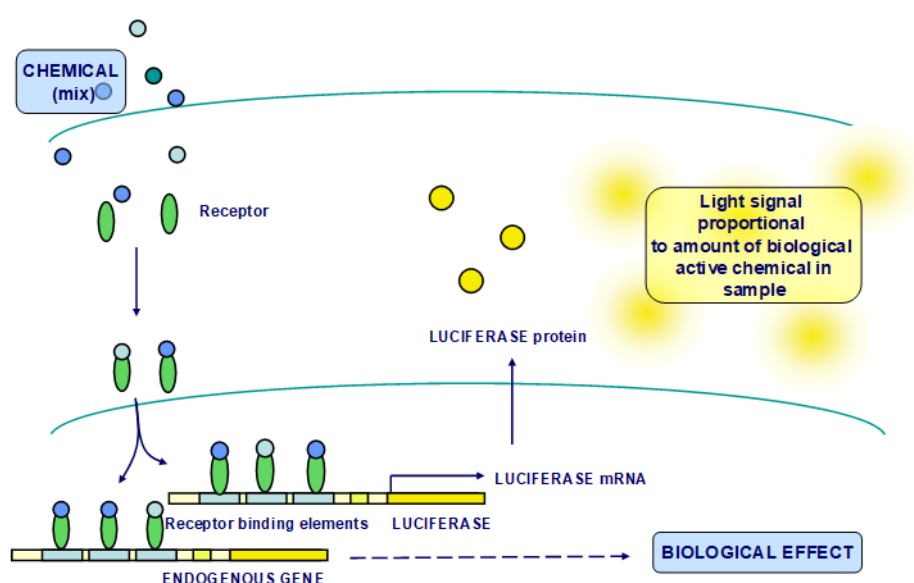 CHEMICAL
(mix)
Receptor
Light signal
proportional
to amount of biological
active chemical in
sample
LUCIFERASE protein
LUCIFERASE mRNA
Receptor binding elements
LUCIFERASE
BIOLOGICAL EFFECT
ENDOGENOUS GENE